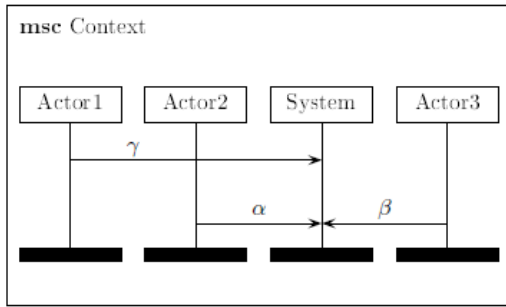 msc Context
Actor1 Actor2 System Actor3
γ
α β